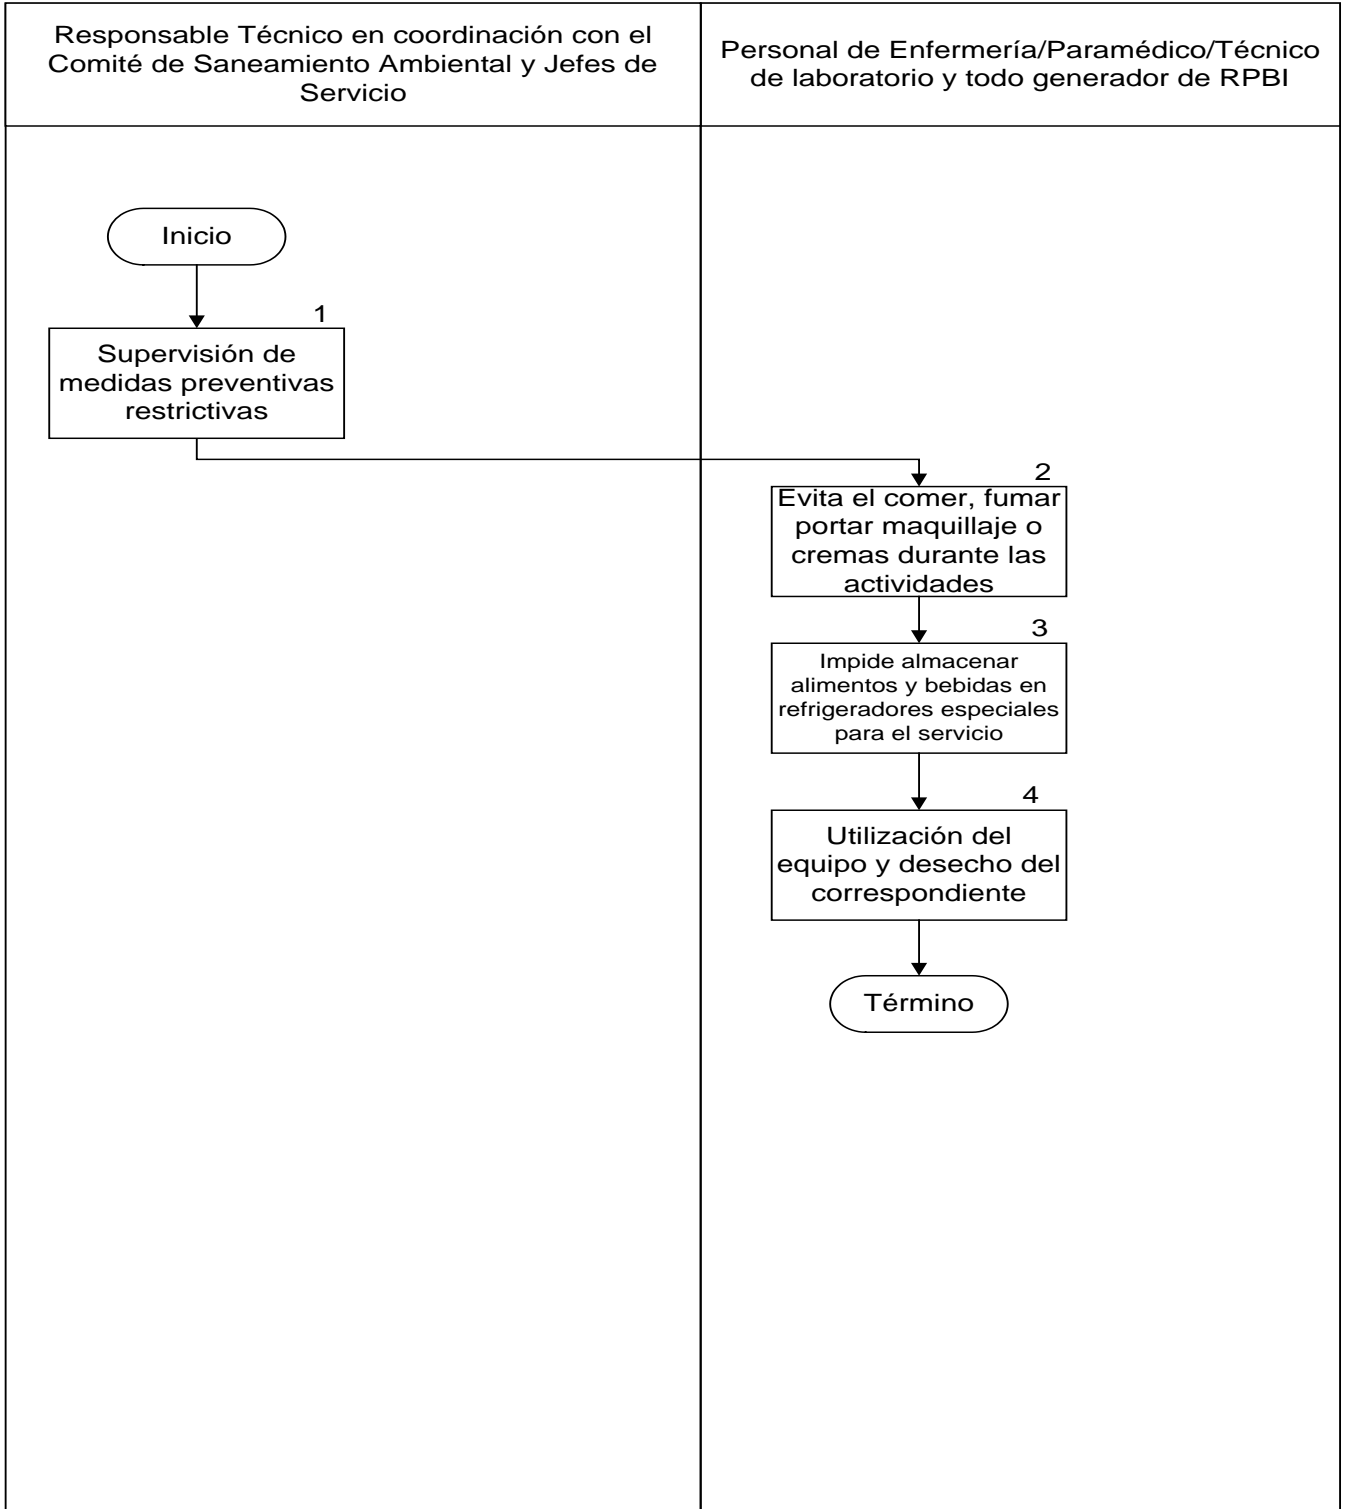 Responsable Técnico en coordinación con el
Comité de Saneamiento Ambiental y Jefes de
Servicio
Personal de Enfermería/Paramédico/Técnico
de laboratorio y todo generador de RPBI
Inicio
1
Supervisión de
medidas preventivas
restrictivas
2
Evita el comer, fumar
portar maquillaje o
cremas durante las
actividades
3
Impide almacenar
alimentos y bebidas en
refrigeradores especiales
para el servicio
4
Utilización del
equipo y desecho del
correspondiente
Término